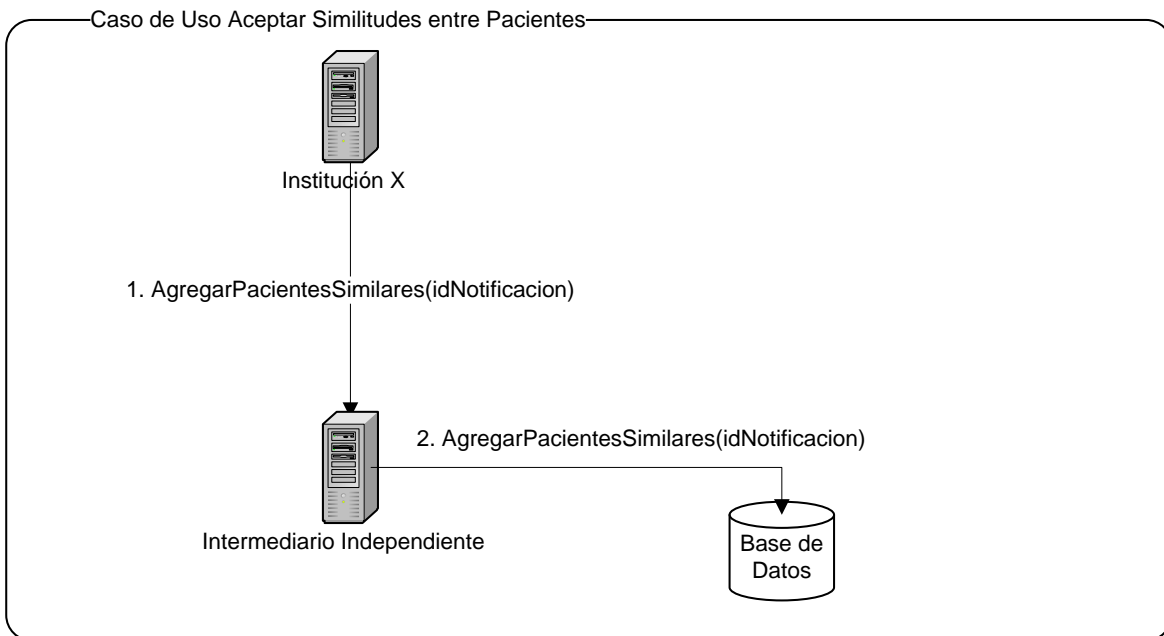 Caso de Uso Aceptar Similitudes entre Pacientes
Institución X
1. AgregarPacientesSimilares(idNotificacion)
2. AgregarPacientesSimilares(idNotificacion)
Intermediario Independiente
Base de
Datos